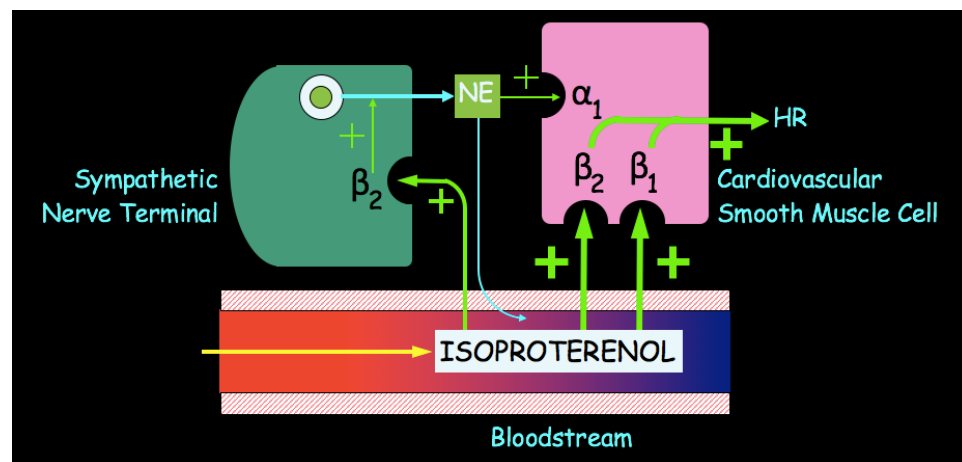 NE
+
α1
HR
+
+
β2
β2
β1
+
Sympathetic
Nerve Terminal
Cardiovascular
Smooth Muscle Cell
+
+
+
ISOPROTERENOL
Bloodstream